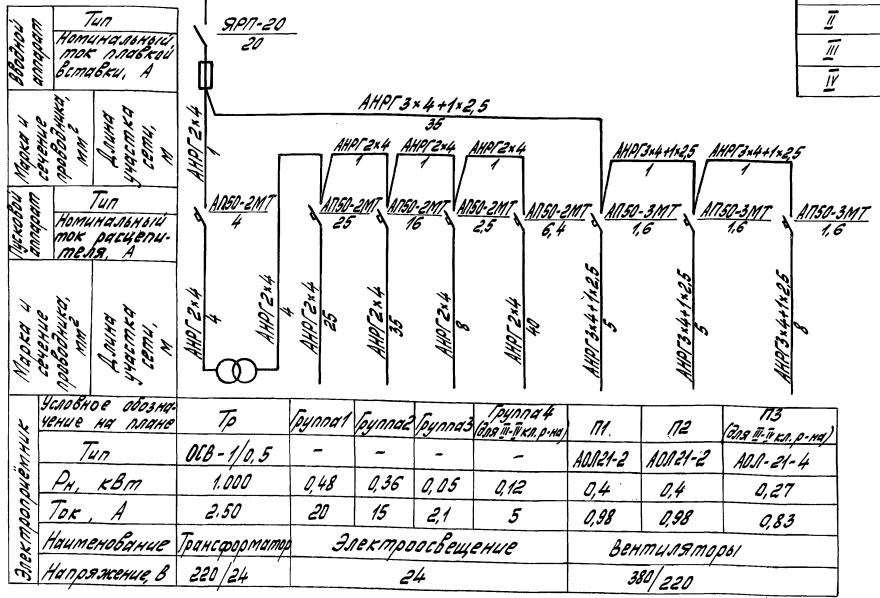 Вводной аппарат
Тип
Номинальный ток плавкой вставки, А
ЯРП-20
20
II
III
IV
Марка и сечение проводника, мм²
Длина участка сети, м
АНРГ2×4
1
АНРГ3×4+1×2,5
35
АНРГ2×4
1
АНРГ2×4
1
АНРГ2×4
1
АНРГ3×4+1×2,5
1
АНРГ3×4+1×2,5
1
Пусковой аппарат
Тип
Номинальный ток расцепителя, А
АП50-2МТ
4
АП50-2МТ
25
АП50-2МТ
16
АП50-2МТ
2,5
АП50-2МТ
6,4
АП50-3МТ
1,6
АП50-3МТ
1,6
АП50-3МТ
1,6
Марка и сечение проводника, мм²
Длина участка сети, м
АНРГ2×4
4
АНРГ2×4
4
АНРГ2×4
25
АНРГ2×4
35
АНРГ2×4
8
АНРГ2×4
40
АНРГ3×4+1×2,5
5
АНРГ3×4+1×2,5
5
АНРГ3×4+1×2,5
8
Электроприёмник
Условное обозна-
чение на плане
Тр
Группа1
Группа2
Группа3
Группа4
(для III-IV кл. р-на)
П1
П2
П3
(для III-IV кл. р-на)
Тип
ОСВ-1/0,5
-
-
-
-
АОЛ21-2
АОЛ21-2
АОЛ-21-4
Рн, кВт
1.000
0,48
0,36
0,05
0,12
0,4
0,4
0,27
Ток, А
2.50
20
15
2,1
5
0,98
0,98
0,83
Наименование
Трансформатор
Электроосвещение
Вентиляторы
Напряжение, В
220/24
24
380/220